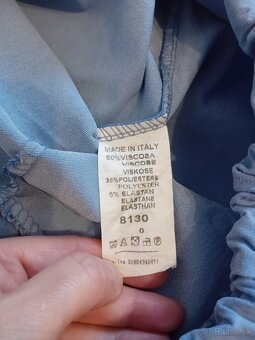 MADE IN ITALY
60%VISCOSA
VISCOSE
VISKOSE
35%POLIESTERE
POLYESTER
5% ELASTAN
ELASTANE
ELASTHAN
8130
0